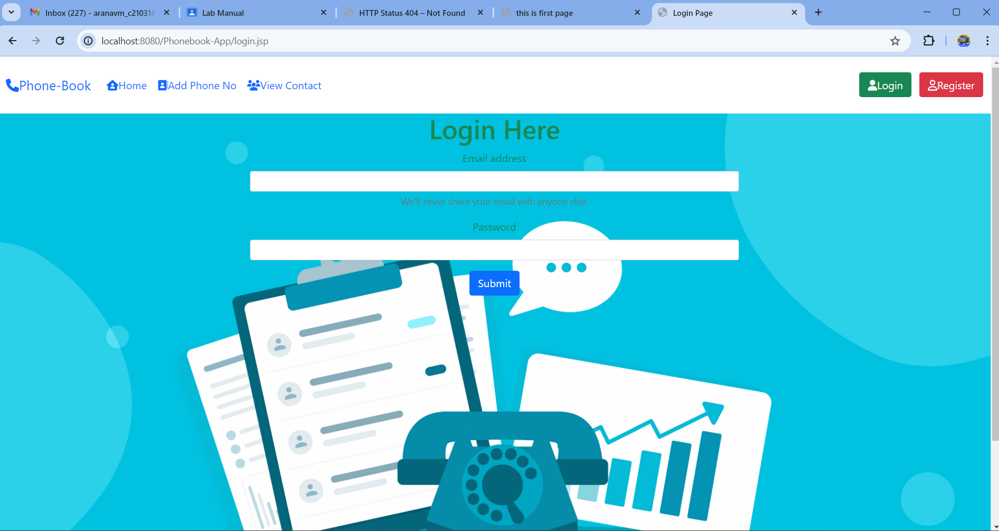 Inbox (227) - aranavm_c21031@
Lab Manual
HTTP Status 404 – Not Found
this is first page
Login Page
localhost:8080/Phonebook-App/login.jsp
Phone-Book
Home
Add Phone No
View Contact
Login
Register
Login Here
Email address
We'll never share your email with anyone else.
Password
Submit